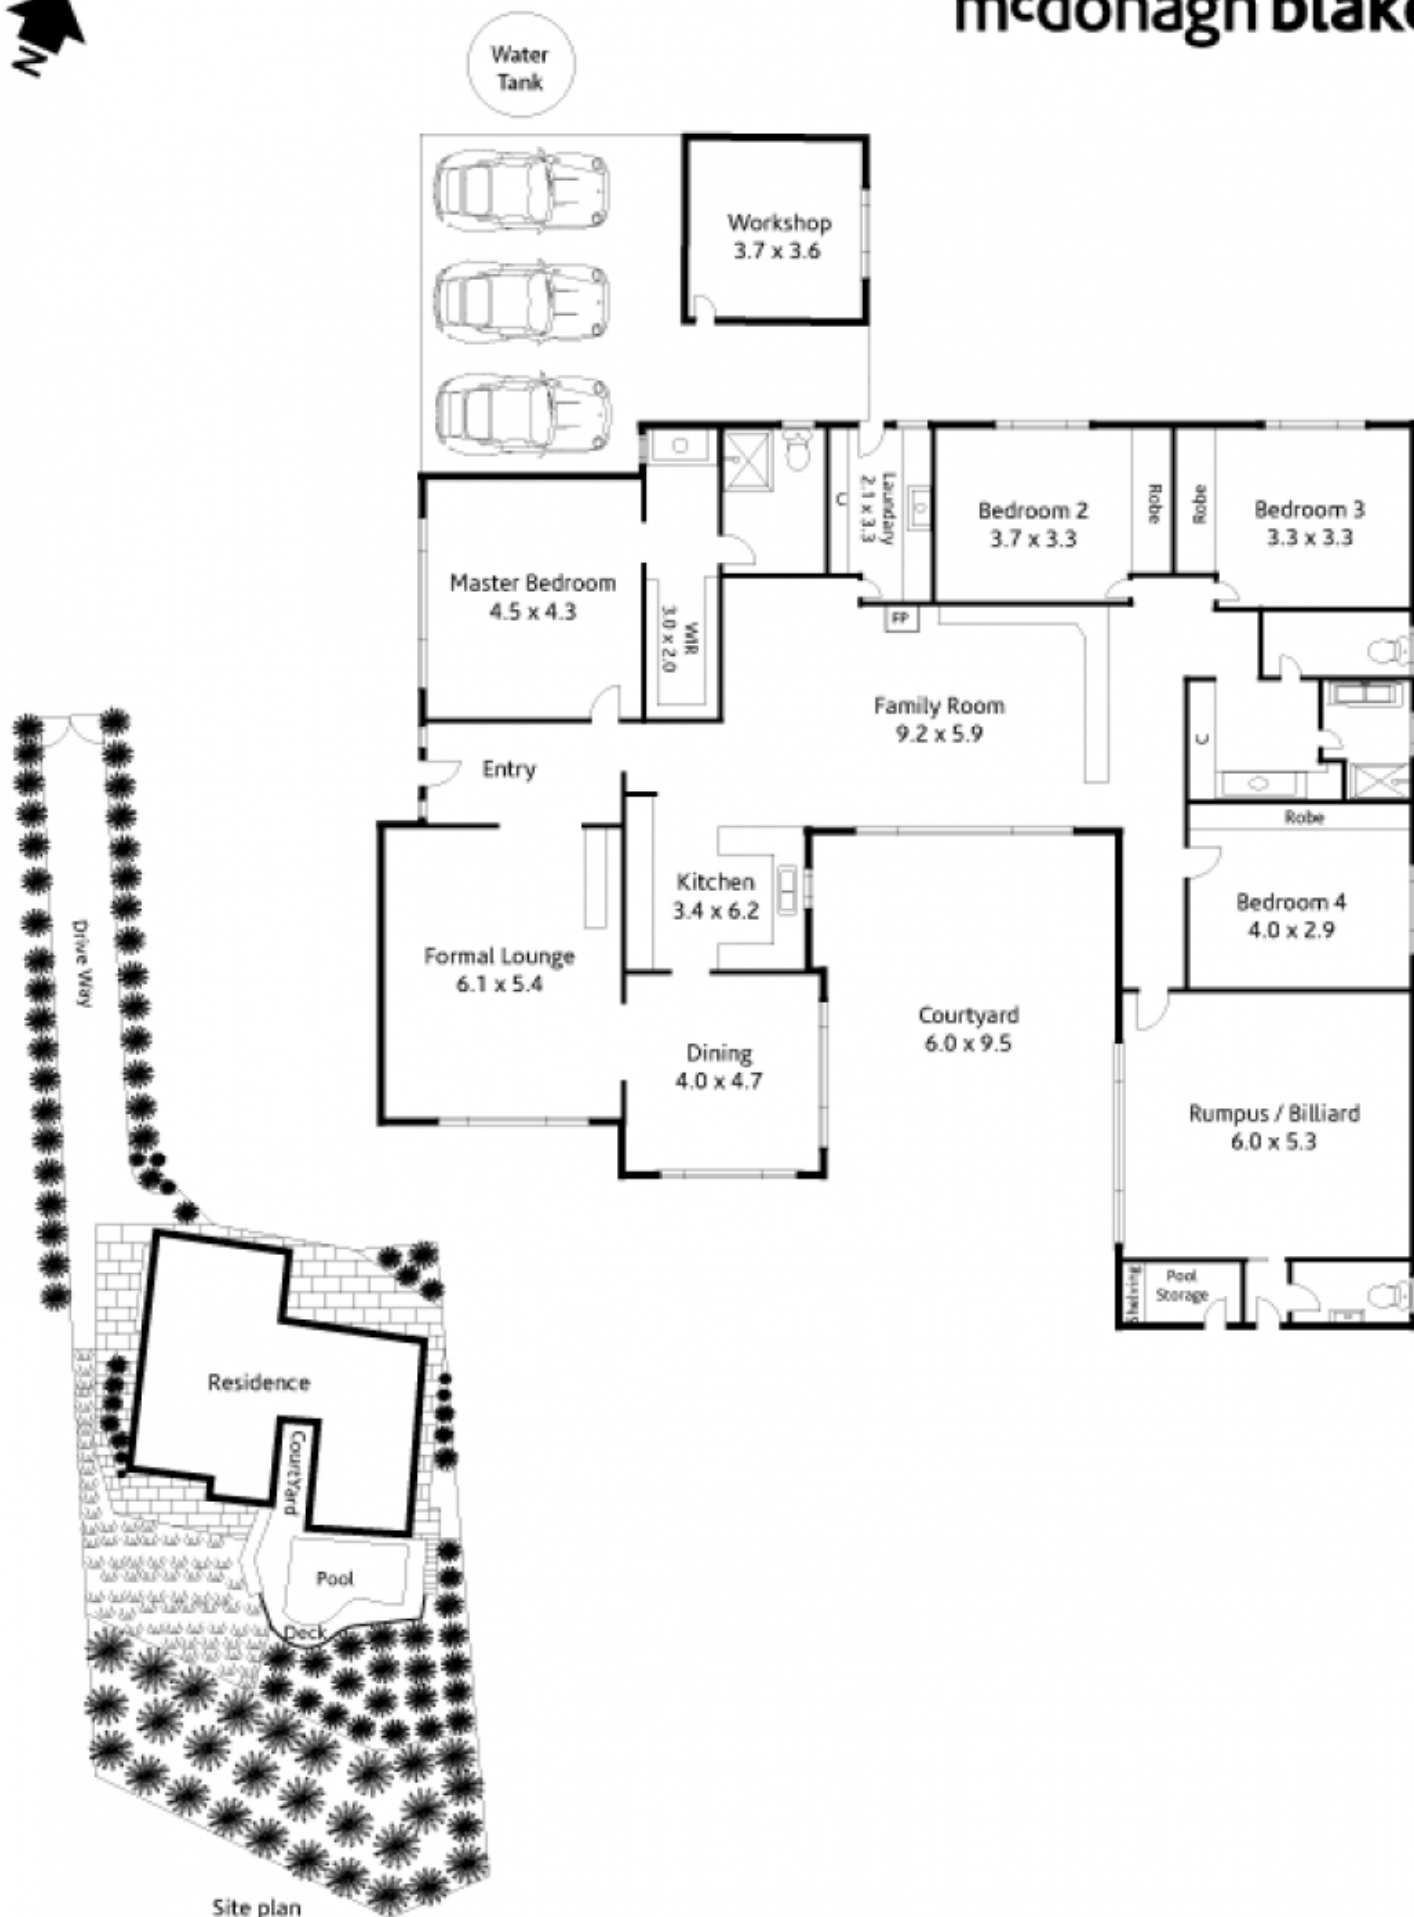 N
mcdonagh blake
Water
Tank
Workshop
3.7 x 3.6
Master Bedroom
4.5 x 4.3
WIR
3.0 x 2.0
C
Laundary
2.1 x 3.3
Bedroom 2
3.7 x 3.3
Robe
Robe
Bedroom 3
3.3 x 3.3
FP
Family Room
9.2 x 5.9
C
Entry
Robe
Kitchen
3.4 x 6.2
Bedroom 4
4.0 x 2.9
Formal Lounge
6.1 x 5.4
Dining
4.0 x 4.7
Courtyard
6.0 x 9.5
Rumpus / Billiard
6.0 x 5.3
Shelving
Pool
Storage
Drive Way
Residence
CourtYard
Pool
Deck
Site plan